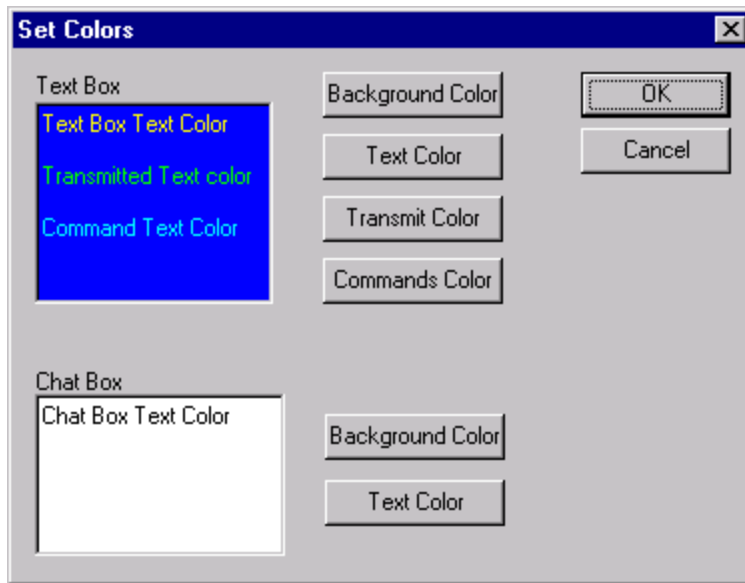 Set Colors
Text Box
Text Box Text Color
Transmitted Text color
Command Text Color
Background Color
Text Color
Transmit Color
Commands Color
OK
Cancel
Chat Box
Chat Box Text Color
Background Color
Text Color